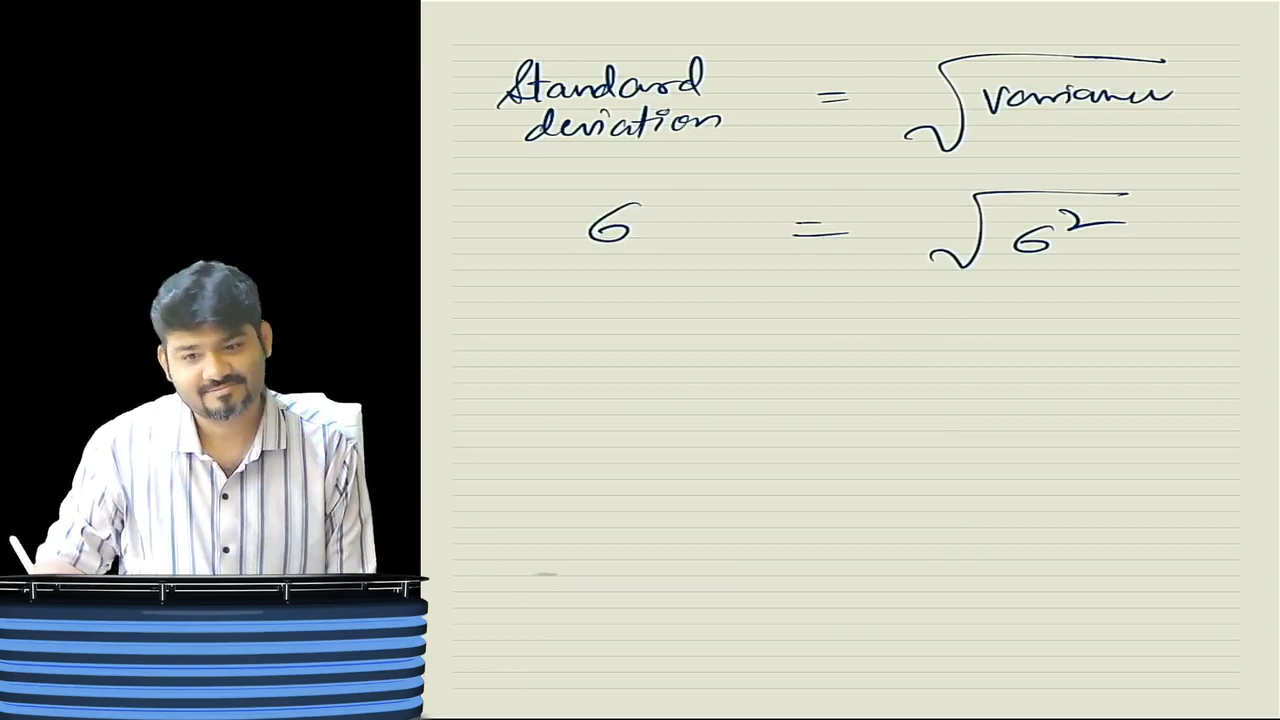 Standard
deviation = √variance
σ = √σ²